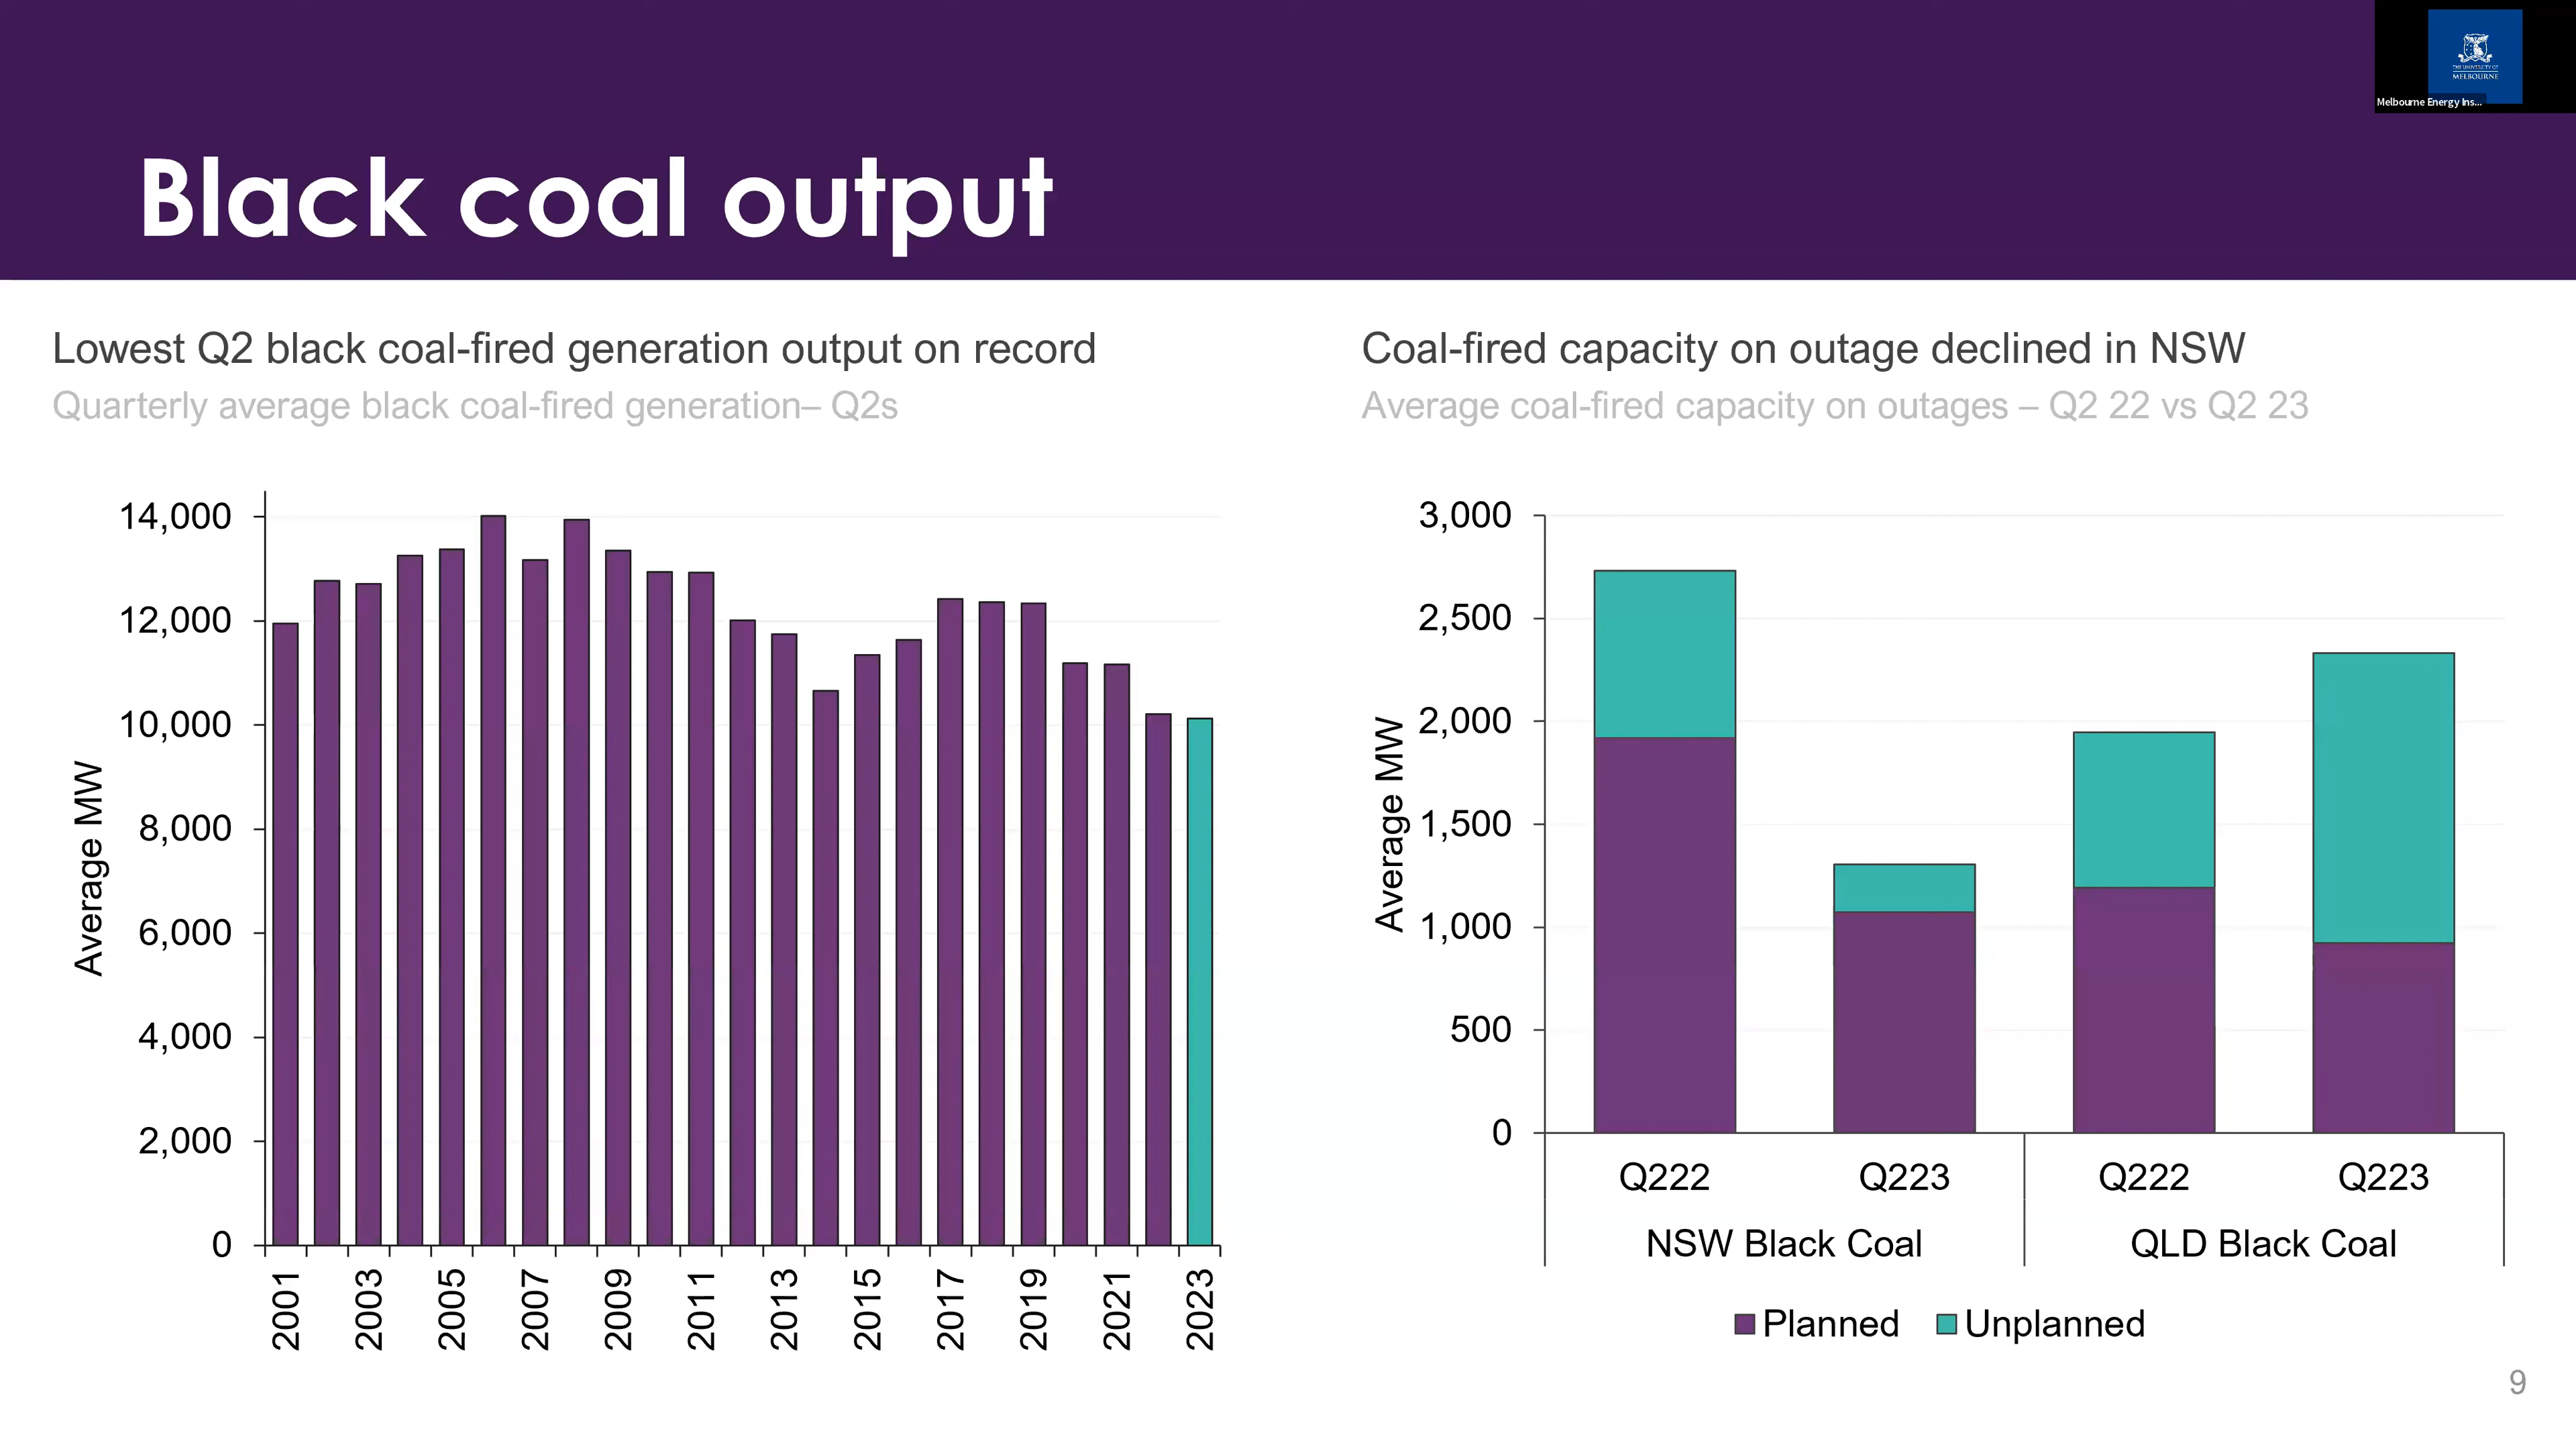 THE UNIVERSITY OF
MELBOURNE
Melbourne Energy Ins...
Black coal output
Lowest Q2 black coal-fired generation output on record
Quarterly average black coal-fired generation– Q2s
Average MW
14,000
12,000
10,000
8,000
6,000
4,000
2,000
0
2001 2003 2005 2007 2009 2011 2013 2015 2017 2019 2021 2023
Coal-fired capacity on outage declined in NSW
Average coal-fired capacity on outages – Q2 22 vs Q2 23
Average MW
3,000
2,500
2,000
1,500
1,000
500
0
Q222 Q223 Q222 Q223
NSW Black Coal QLD Black Coal
Planned Unplanned
9